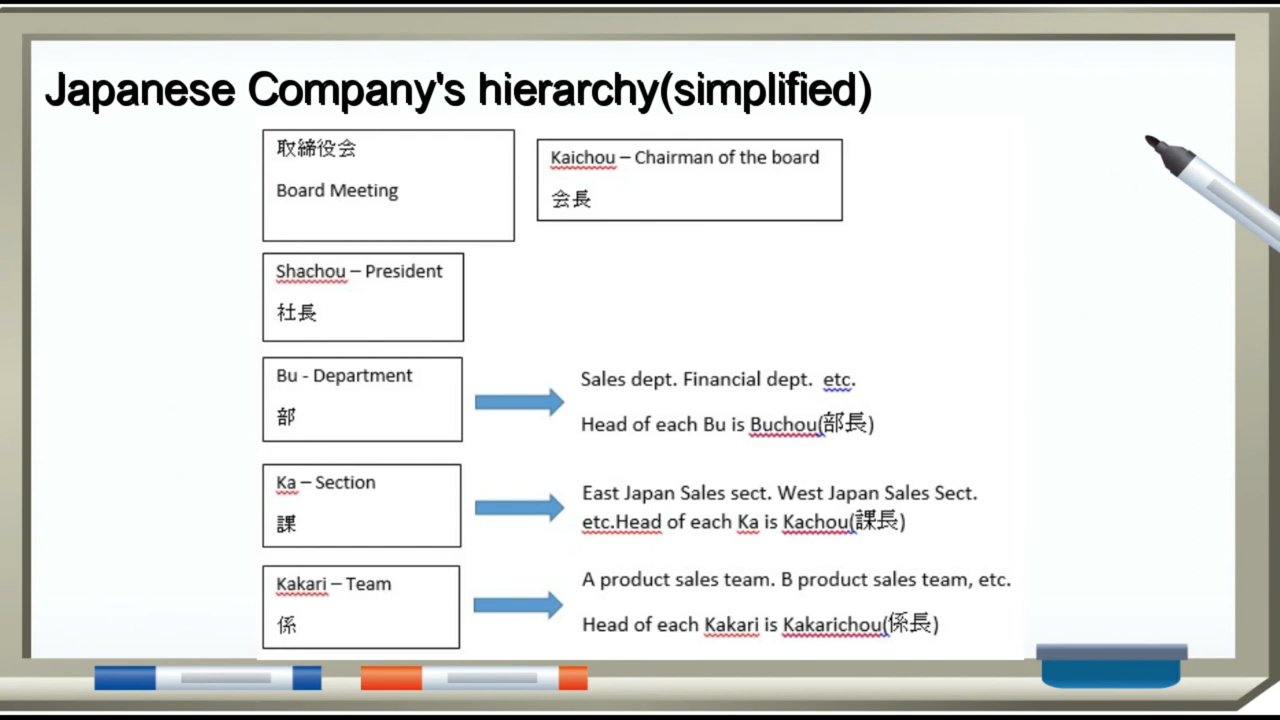 Japanese Company's hierarchy(simplified)
取締役会
Board Meeting
Kaichou – Chairman of the board
会長
Shachou – President
社長
Bu - Department
部
Sales dept. Financial dept.  etc.
Head of each Bu is Buchou(部長)
Ka – Section
課
East Japan Sales sect. West Japan Sales Sect.
etc.Head of each Ka is Kachou(課長)
Kakari – Team
係
A product sales team. B product sales team, etc.
Head of each Kakari is Kakarichou(係長)